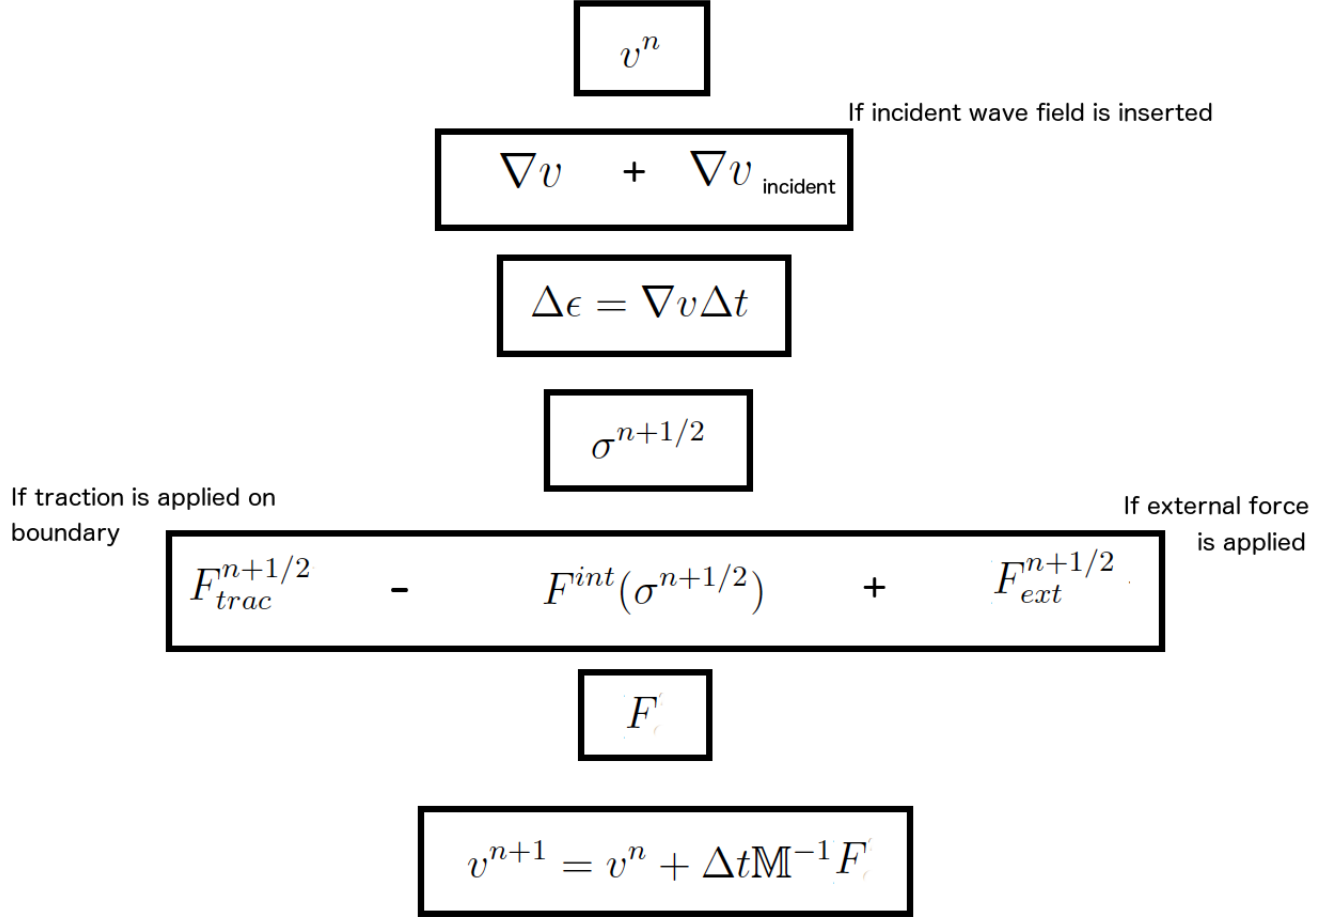 vⁿ
If incident wave field is inserted
∇v + ∇v incident
Δϵ = ∇vΔt
σ^{n+1/2}
If traction is applied on
boundary
If external force
is applied
F_{trac}^{n+1/2} - F^{int}(σ^{n+1/2}) + F_{ext}^{n+1/2}
F
v^{n+1} = v^n + Δt𝕄^{-1}F